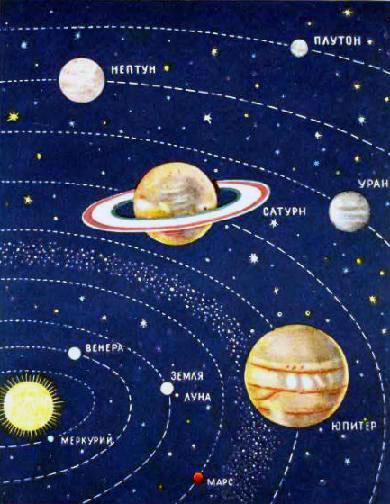 ПЛУТОН
НЕПТУН
УРАН
САТУРН
ВЕНЕРА
ЗЕМЛЯ
ЛУНА
ЮПИТЕР
МЕРКУРИЙ
МАРС